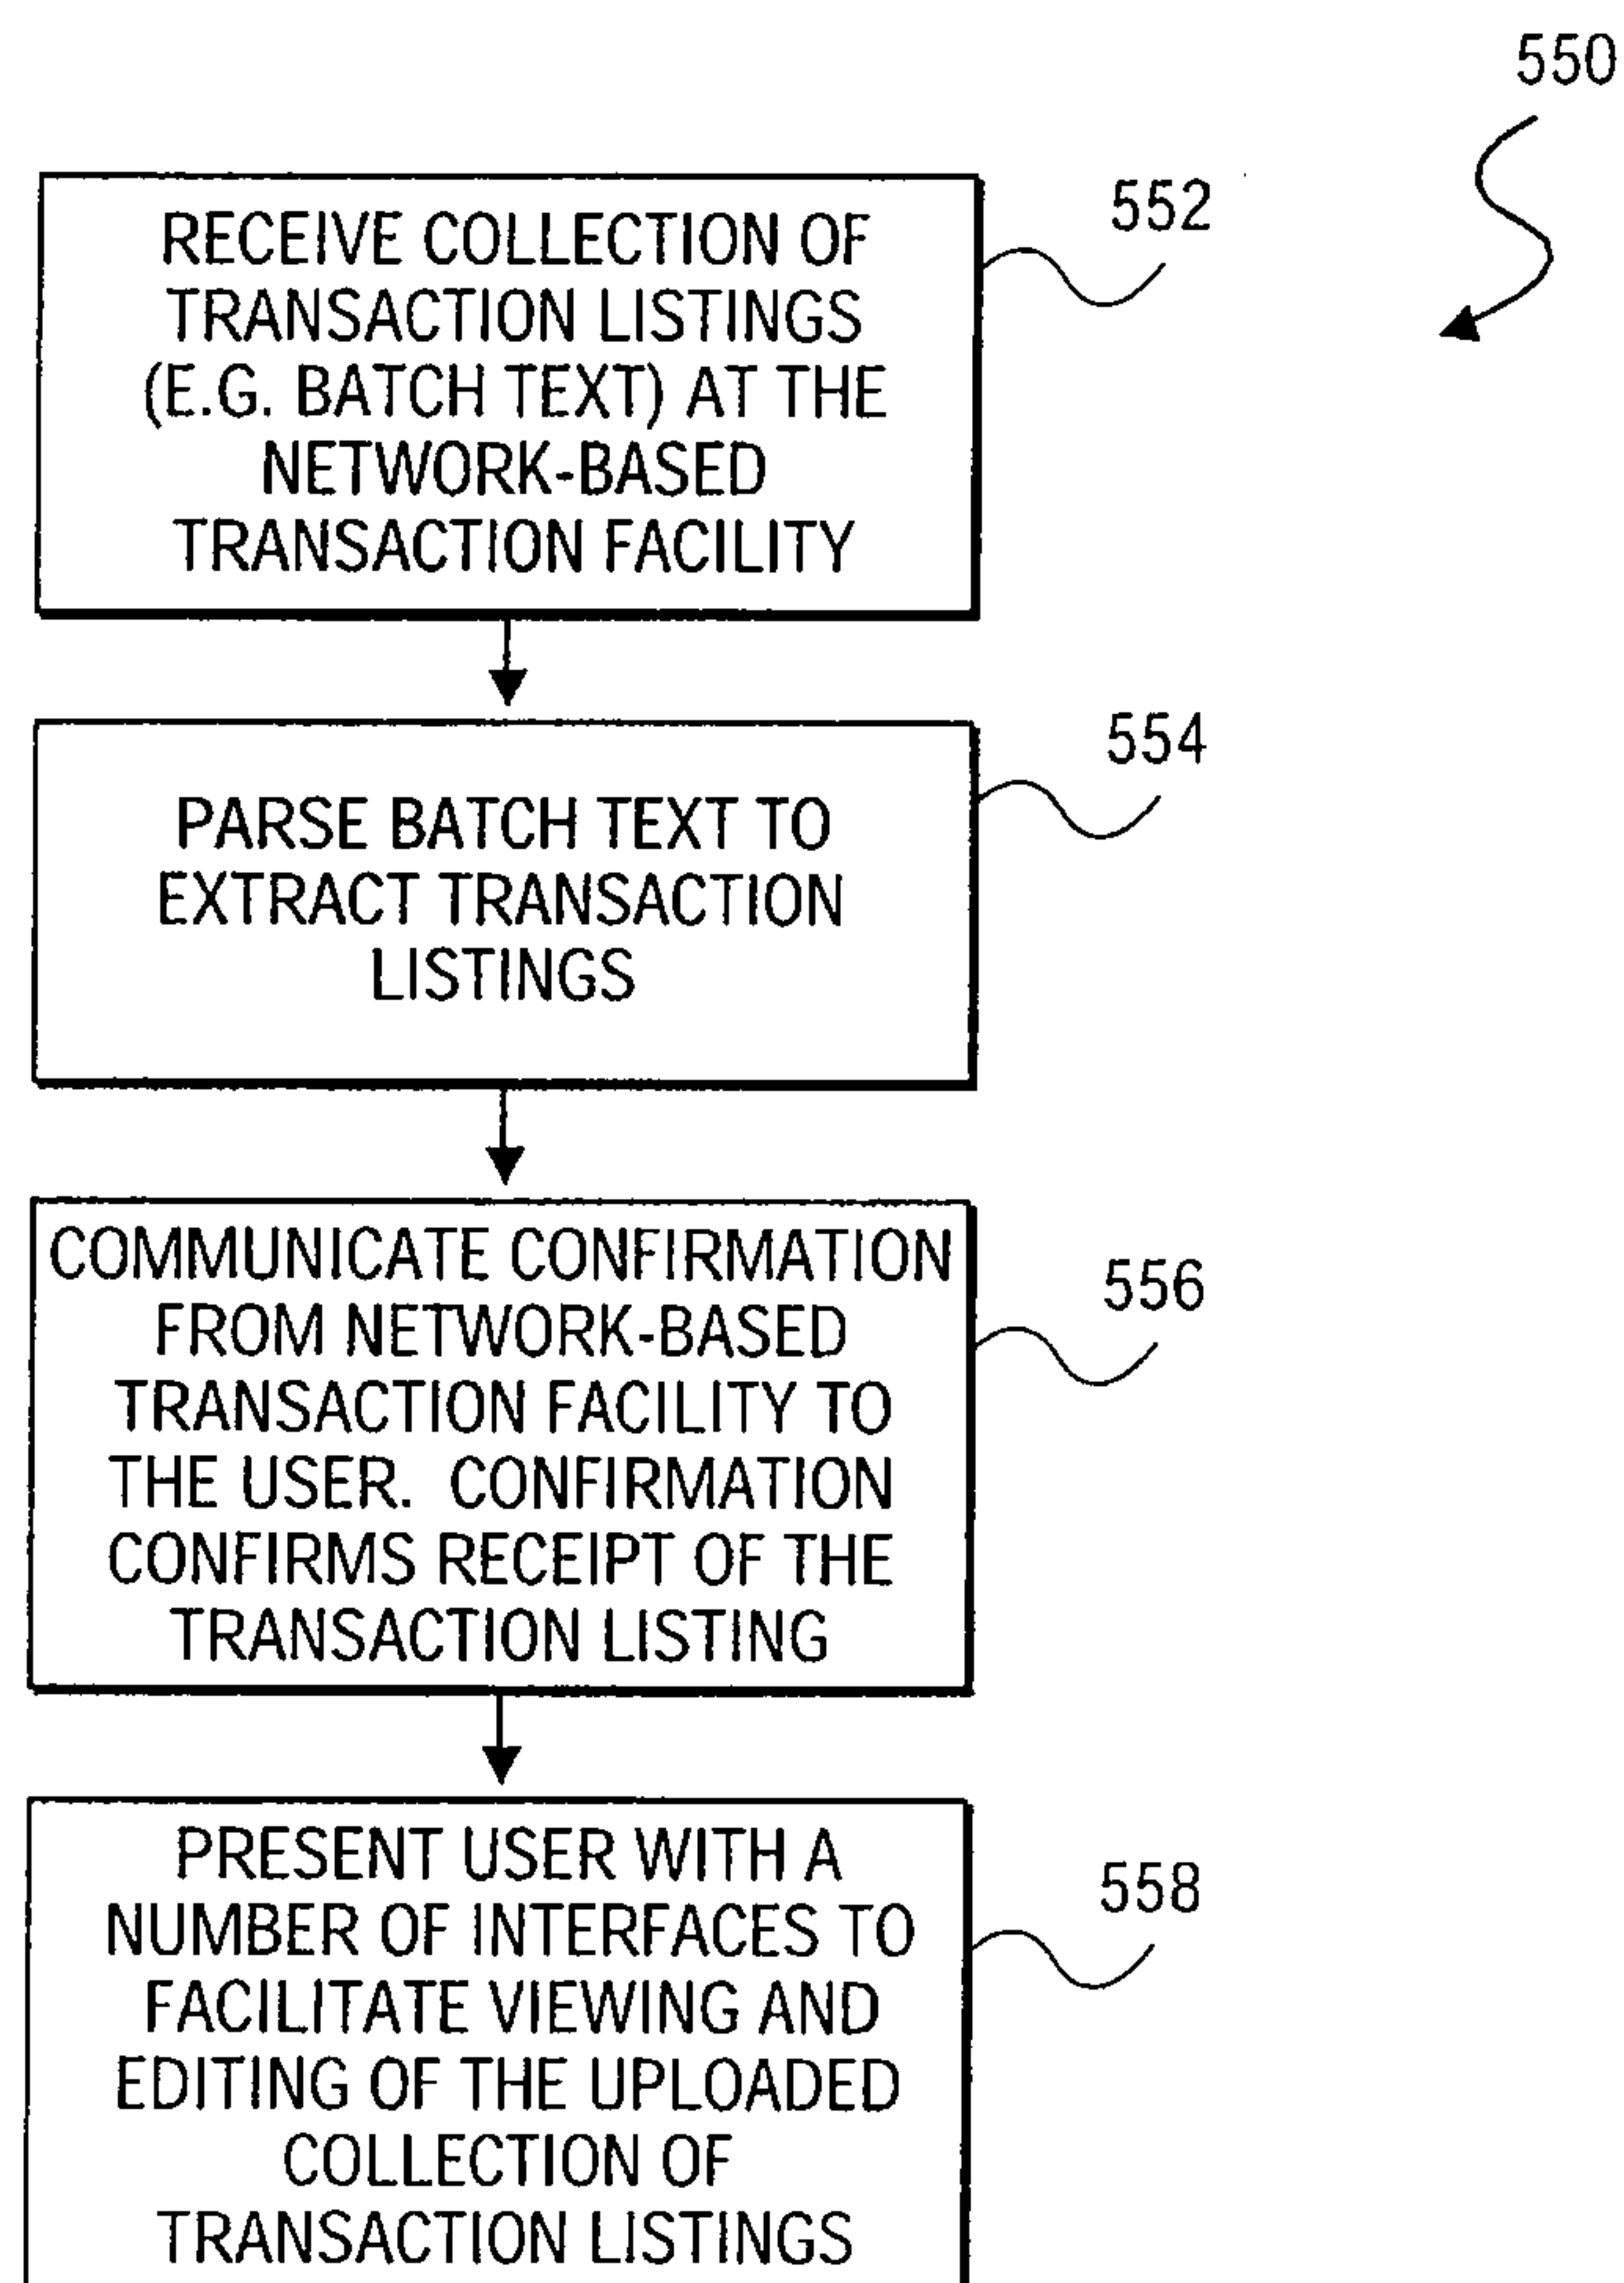 550
552
RECEIVE COLLECTION OF
TRANSACTION LISTINGS
(E.G. BATCH TEXT) AT THE
NETWORK-BASED
TRANSACTION FACILITY
554
PARSE BATCH TEXT TO
EXTRACT TRANSACTION
LISTINGS
556
COMMUNICATE CONFIRMATION
FROM NETWORK-BASED
TRANSACTION FACILITY TO
THE USER. CONFIRMATION
CONFIRMS RECEIPT OF THE
TRANSACTION LISTING
558
PRESENT USER WITH A
NUMBER OF INTERFACES TO
FACILITATE VIEWING AND
EDITING OF THE UPLOADED
COLLECTION OF
TRANSACTION LISTINGS